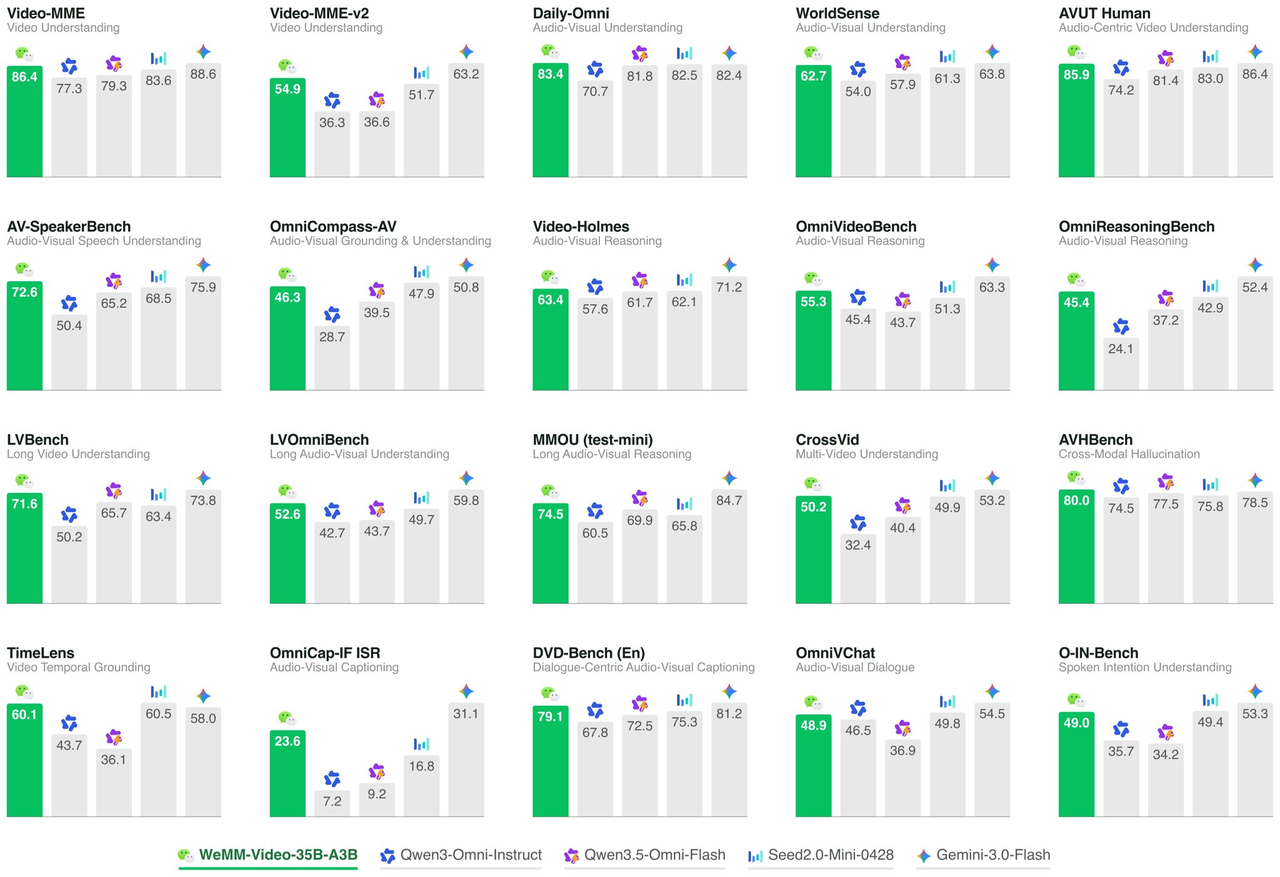 Video-MME
Video Understanding
86.4
77.3
79.3
83.6
88.6
Video-MME-v2
Video Understanding
54.9
36.3
36.6
51.7
63.2
Daily-Omni
Audio-Visual Understanding
83.4
70.7
81.8
82.5
82.4
WorldSense
Audio-Visual Understanding
62.7
54.0
57.9
61.3
63.8
AVUT Human
Audio-Centric Video Understanding
85.9
74.2
81.4
83.0
86.4
AV-SpeakerBench
Audio-Visual Speech Understanding
72.6
50.4
65.2
68.5
75.9
OmniCompass-AV
Audio-Visual Grounding & Understanding
46.3
28.7
39.5
47.9
50.8
Video-Holmes
Audio-Visual Reasoning
63.4
57.6
61.7
62.1
71.2
OmniVideoBench
Audio-Visual Reasoning
55.3
45.4
43.7
51.3
63.3
OmniReasoningBench
Audio-Visual Reasoning
45.4
24.1
37.2
42.9
52.4
LVBench
Long Video Understanding
71.6
50.2
65.7
63.4
73.8
LVOmniBench
Long Audio-Visual Understanding
52.6
42.7
43.7
49.7
59.8
MMOU (test-mini)
Long Audio-Visual Reasoning
74.5
60.5
69.9
65.8
84.7
CrossVid
Multi-Video Understanding
50.2
32.4
40.4
49.9
53.2
AVHBench
Cross-Modal Hallucination
80.0
74.5
77.5
75.8
78.5
TimeLens
Video Temporal Grounding
60.1
43.7
36.1
60.5
58.0
OmniCap-IF ISR
Audio-Visual Captioning
23.6
7.2
9.2
16.8
31.1
DVD-Bench (En)
Dialogue-Centric Audio-Visual Captioning
79.1
67.8
72.5
75.3
81.2
OmniVChat
Audio-Visual Dialogue
48.9
46.5
36.9
49.8
54.5
O-IN-Bench
Spoken Intention Understanding
49.0
35.7
34.2
49.4
53.3
WeMM-Video-35B-A3B
Qwen3-Omni-Instruct
Qwen3.5-Omni-Flash
Seed2.0-Mini-0428
Gemini-3.0-Flash